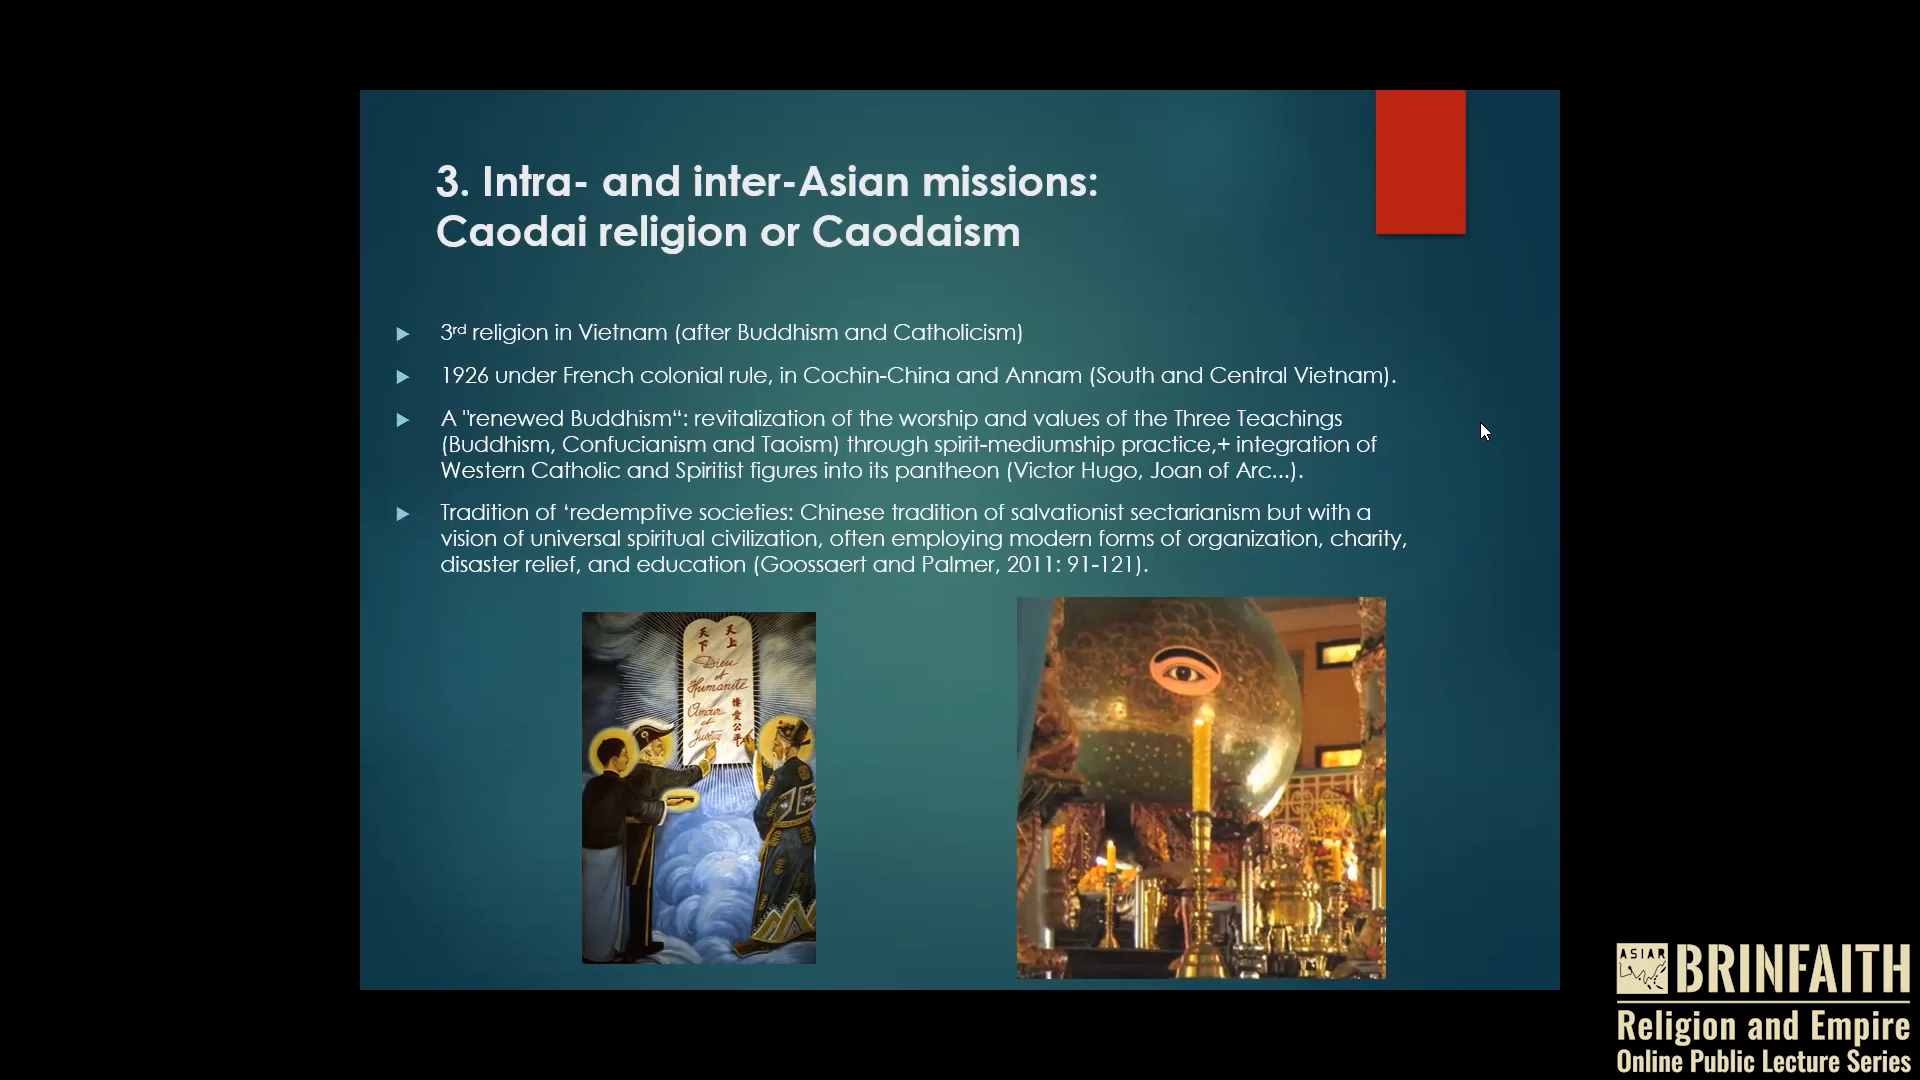 3. Intra- and inter-Asian missions:
Caodai religion or Caodaism
3rd religion in Vietnam (after Buddhism and Catholicism)
1926 under French colonial rule, in Cochin-China and Annam (South and Central Vietnam).
A "renewed Buddhism“: revitalization of the worship and values of the Three Teachings
(Buddhism, Confucianism and Taoism) through spirit-mediumship practice,+ integration of
Western Catholic and Spiritist figures into its pantheon (Victor Hugo, Joan of Arc...).
Tradition of ‘redemptive societies: Chinese tradition of salvationist sectarianism but with a
vision of universal spiritual civilization, often employing modern forms of organization, charity,
disaster relief, and education (Goossaert and Palmer, 2011: 91-121).
天上
天下
Dieu
et
Humanité
Amour
et
Justice
博愛公平
ASIAR
BRINFAITH
Religion and Empire
Online Public Lecture Series